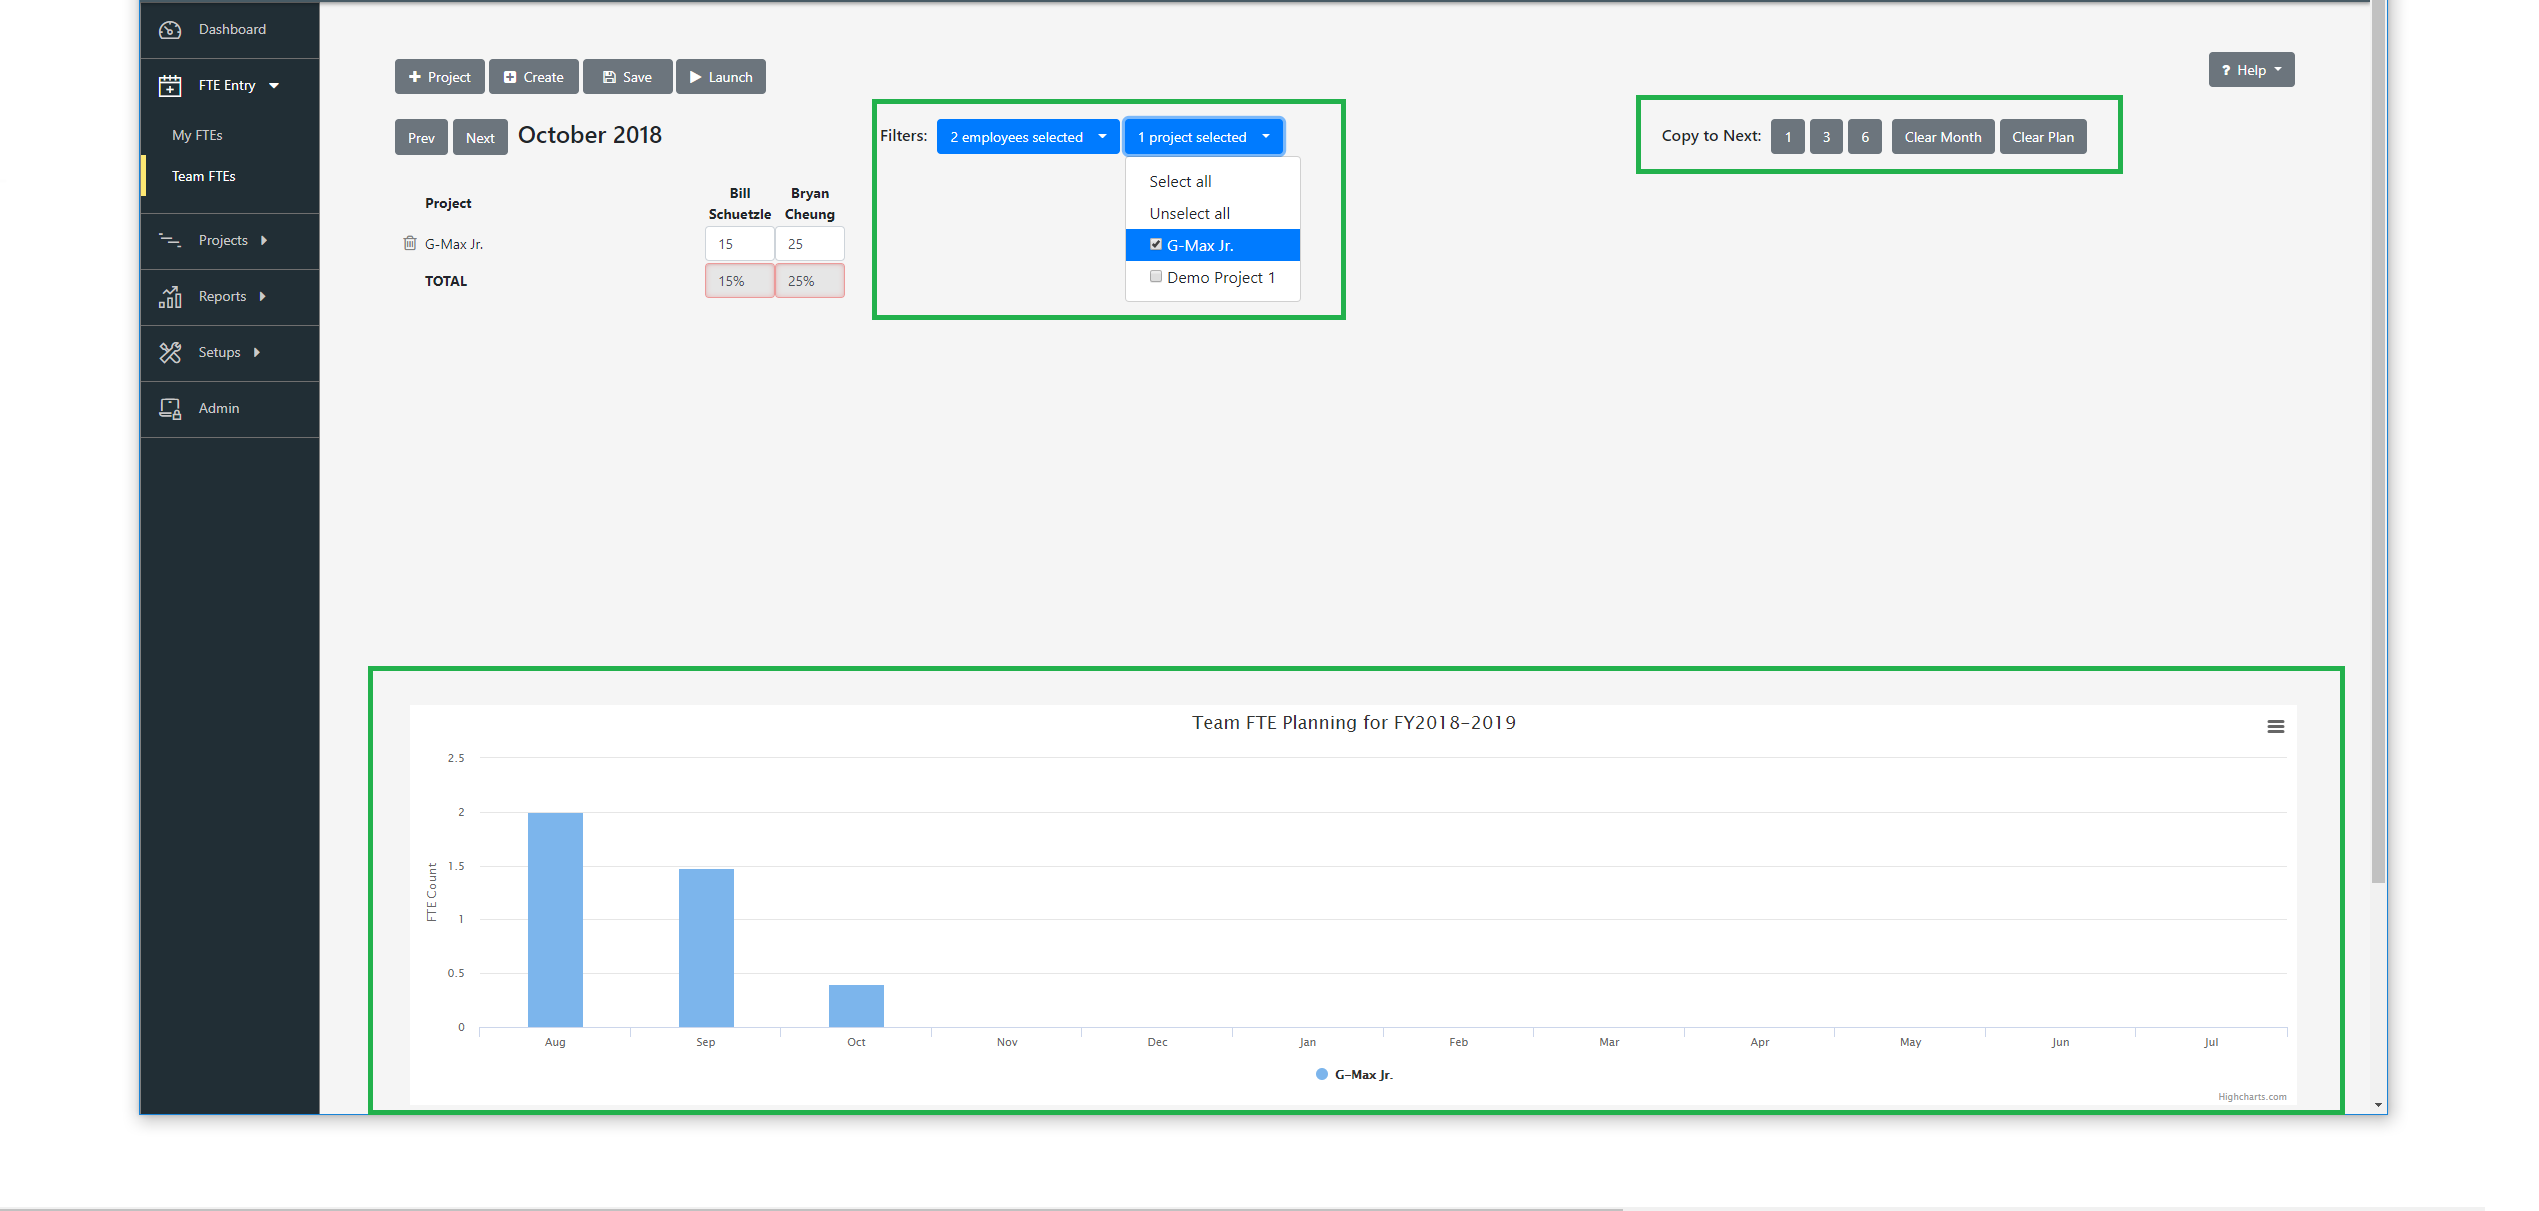 Dashboard
FTE Entry
My FTEs
Team FTEs
Projects
Reports
Setups
Admin
Project Create Save Launch
? Help
Prev Next October 2018
Filters: 2 employees selected 1 project selected
Copy to Next: 1 3 6 Clear Month Clear Plan
Select all
Unselect all
G-Max Jr.
Demo Project 1
Project Bill Schuetzle Bryan Cheung
G-Max Jr. 15 25
TOTAL 15% 25%
Team FTE Planning for FY2018-2019
FTE Count
2.5
2
1.5
1
0.5
0
Aug Sep Oct Nov Dec Jan Feb Mar Apr May Jun Jul
G-Max Jr.
Highcharts.com